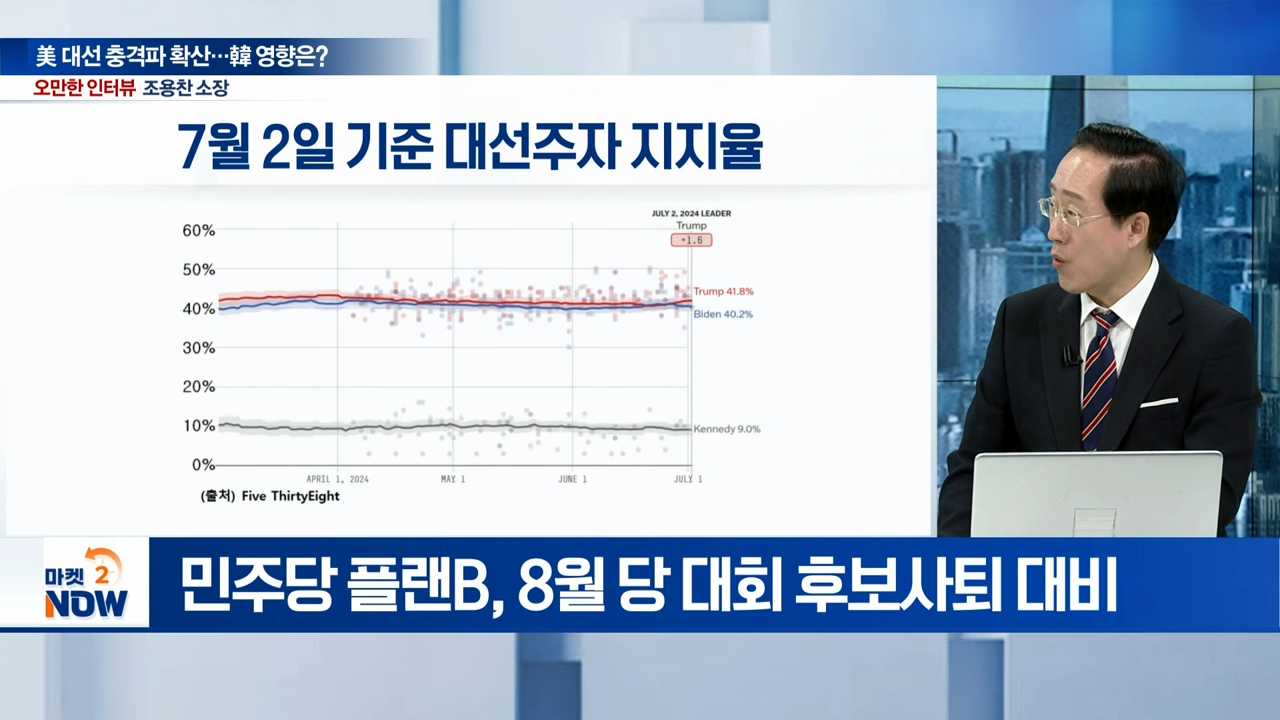 美 대선 충격파 확산…韓 영향은?
오만한 인터뷰 조용찬 소장
7월 2일 기준 대선주자 지지율
JULY 2, 2024 LEADER
Trump
+1.6
60%
50%
40%
30%
20%
10%
0%
Trump 41.8%
Biden 40.2%
Kennedy 9.0%
APRIL 1, 2024
MAY 1
JUNE 1
JULY 1
(출처) Five ThirtyEight
마켓 2
NOW
민주당 플랜B, 8월 당 대회 후보사퇴 대비